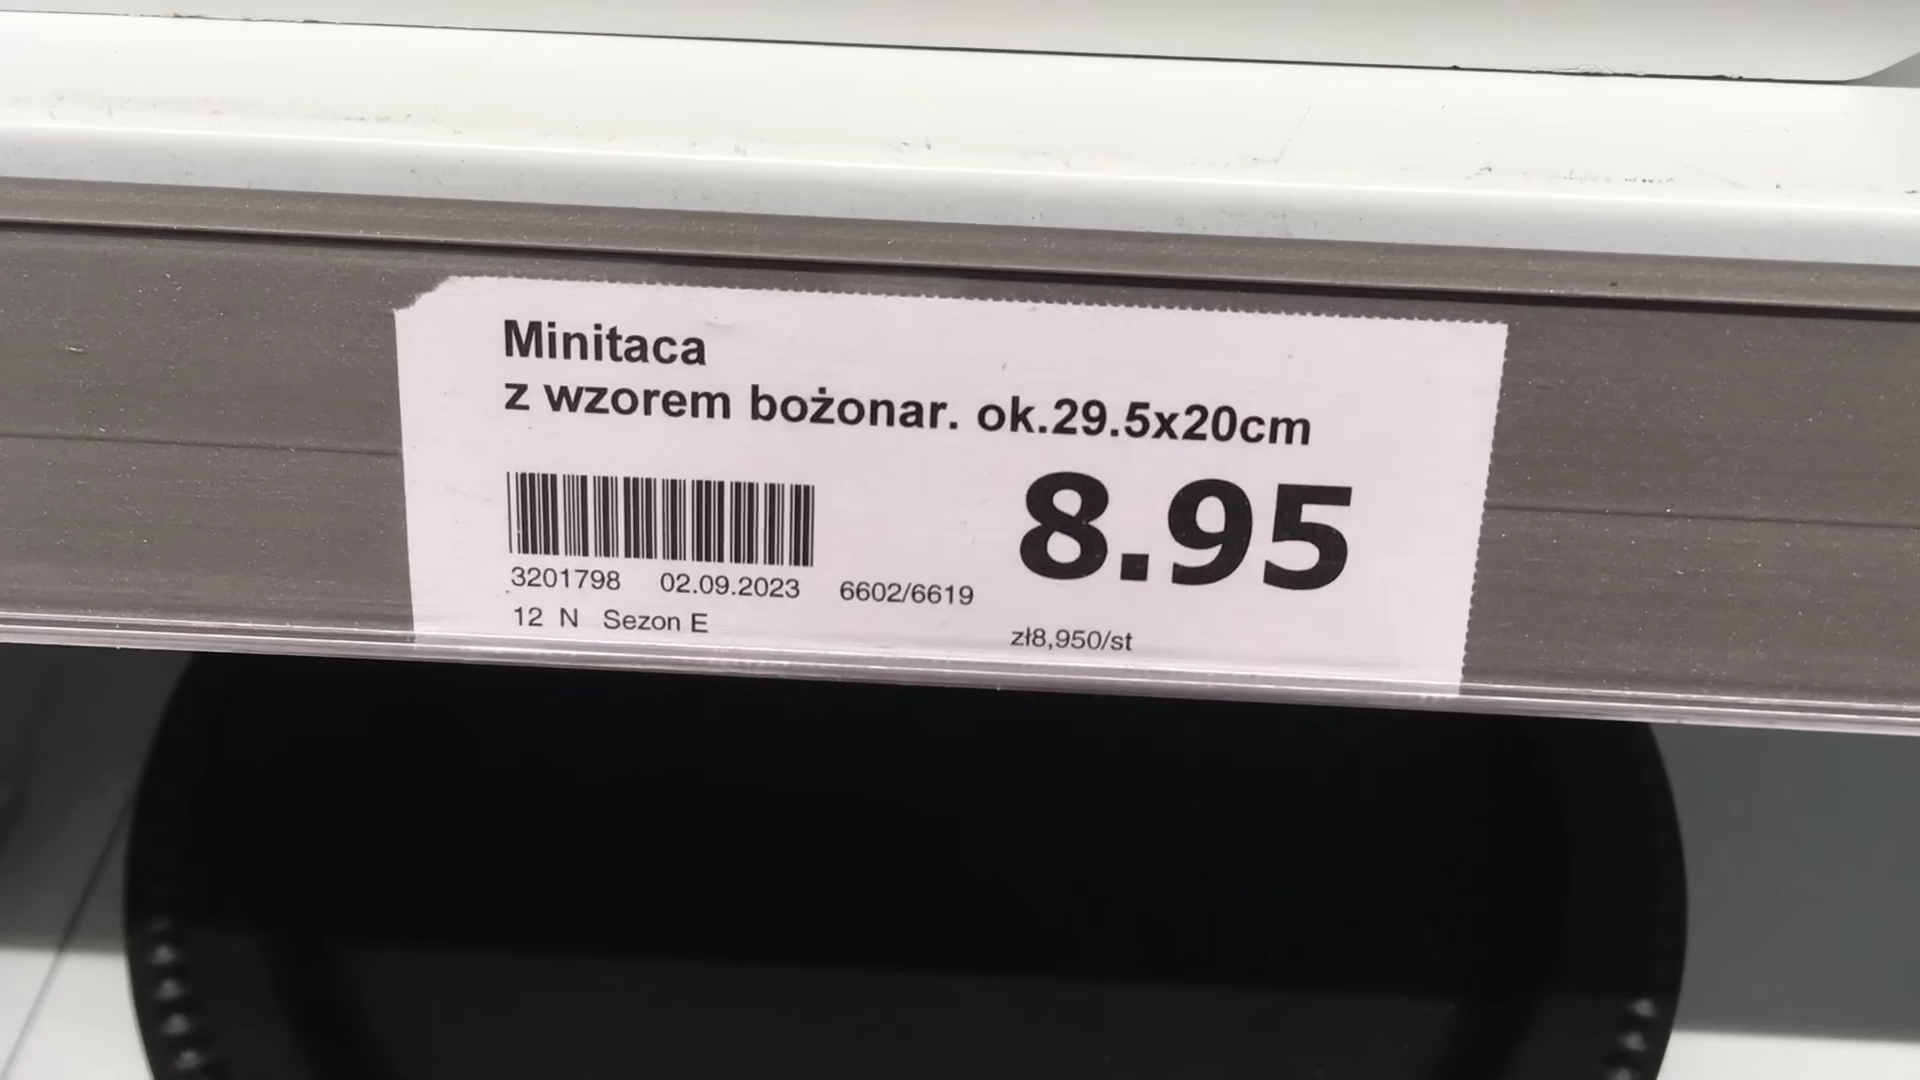 Minitaca
z wzorem bożonar. ok.29.5x20cm
8.95
3201798 02.09.2023 6602/6619
12 N Sezon E
zł8,950/st